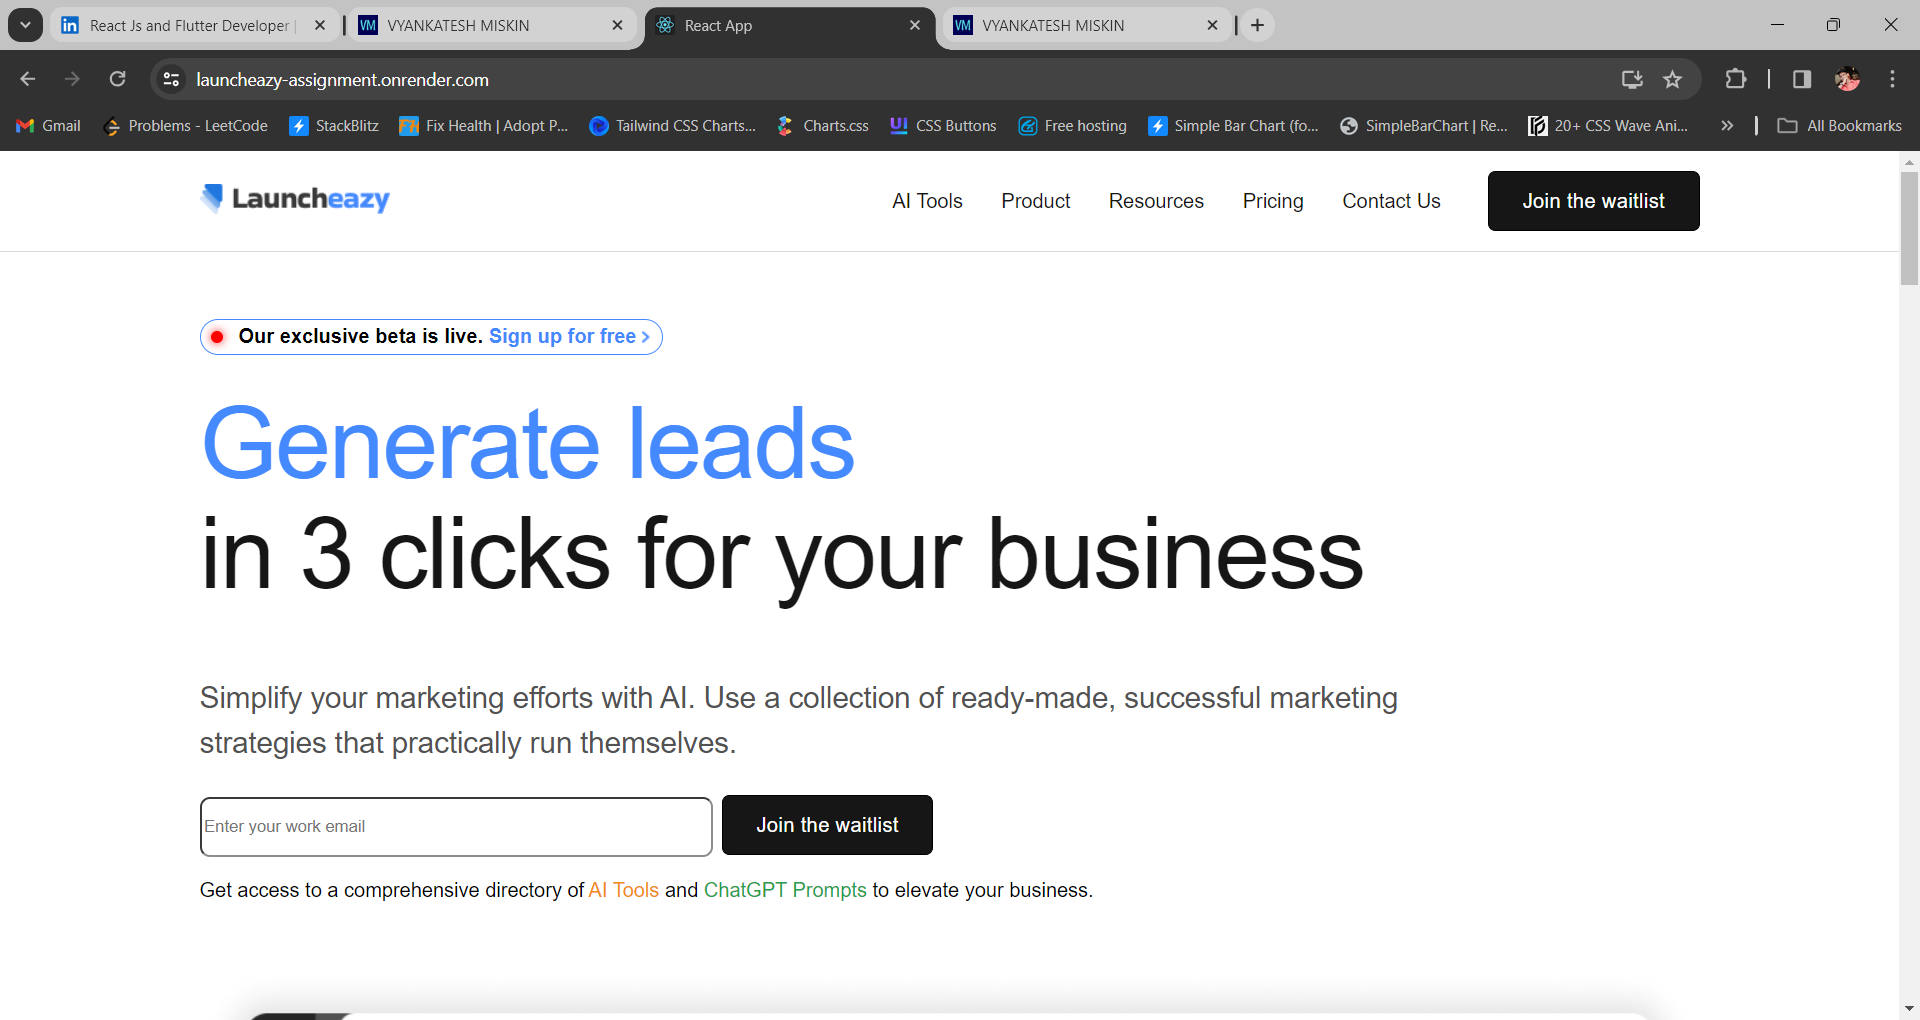 React Js and Flutter Developer |
VM VYANKATESH MISKIN
React App
VM VYANKATESH MISKIN
launcheazy-assignment.onrender.com
Gmail
Problems - LeetCode
StackBlitz
Fix Health | Adopt P...
Tailwind CSS Charts...
Charts.css
CSS Buttons
Free hosting
Simple Bar Chart (fo...
SimpleBarChart | Re...
20+ CSS Wave Ani...
All Bookmarks
Launcheazy
AI Tools
Product
Resources
Pricing
Contact Us
Join the waitlist
Our exclusive beta is live. Sign up for free >
Generate leads
in 3 clicks for your business
Simplify your marketing efforts with AI. Use a collection of ready-made, successful marketing
strategies that practically run themselves.
Enter your work email
Join the waitlist
Get access to a comprehensive directory of AI Tools and ChatGPT Prompts to elevate your business.